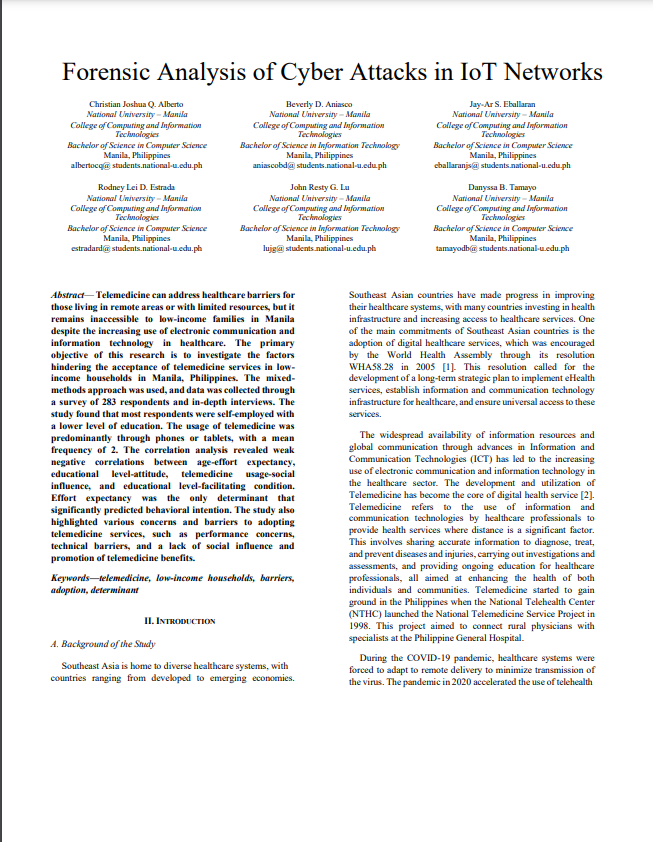 Forensic Analysis of Cyber Attacks in IoT Networks
Christian Joshua Q. Alberto
National University – Manila
College of Computing and Information
Technologies
Bachelor of Science in Computer Science
Manila, Philippines
albertocq@ students.national-u.edu.ph
Beverly D. Aniasco
National University – Manila
College of Computing and Information
Technologies
Bachelor of Science in Information Technology
Manila, Philippines
aniascobd@ students.national-u.edu.ph
Jay-Ar S. Eballaran
National University – Manila
College of Computing and Information
Technologies
Bachelor of Science in Computer Science
Manila, Philippines
eballaranjs@ students.national-u.edu.ph
Rodney Lei D. Estrada
National University – Manila
College of Computing and Information
Technologies
Bachelor of Science in Computer Science
Manila, Philippines
estradard@ students.national-u.edu.ph
John Resty G. Lu
National University – Manila
College of Computing and Information
Technologies
Bachelor of Science in Information Technology
Manila, Philippines
lujg@ students.national-u.edu.ph
Danyssa B. Tamayo
National University – Manila
College of Computing and Information
Technologies
Bachelor of Science in Computer Science
Manila, Philippines
tamayodb@ students.national-u.edu.ph
Abstract— Telemedicine can address healthcare barriers for
those living in remote areas or with limited resources, but it
remains inaccessible to low-income families in Manila
despite the increasing use of electronic communication and
information technology in healthcare. The primary
objective of this research is to investigate the factors
hindering the acceptance of telemedicine services in low-
income households in Manila, Philippines. The mixed-
methods approach was used, and data was collected through
a survey of 283 respondents and in-depth interviews. The
study found that most respondents were self-employed with
a lower level of education. The usage of telemedicine was
predominantly through phones or tablets, with a mean
frequency of 2. The correlation analysis revealed weak
negative correlations between age-effort expectancy,
educational level-attitude, telemedicine usage-social
influence, and educational level-facilitating condition.
Effort expectancy was the only determinant that
significantly predicted behavioral intention. The study also
highlighted various concerns and barriers to adopting
telemedicine services, such as performance concerns,
technical barriers, and a lack of social influence and
promotion of telemedicine benefits.
Keywords—telemedicine, low-income households, barriers,
adoption, determinant
II. INTRODUCTION
A. Background of the Study
Southeast Asia is home to diverse healthcare systems, with
countries ranging from developed to emerging economies.
Southeast Asian countries have made progress in improving
their healthcare systems, with many countries investing in health
infrastructure and increasing access to healthcare services. One
of the main commitments of Southeast Asian countries is the
adoption of digital healthcare services, which was encouraged
by the World Health Assembly through its resolution
WHA58.28 in 2005 [1]. This resolution called for the
development of a long-term strategic plan to implement eHealth
services, establish information and communication technology
infrastructure for healthcare, and ensure universal access to these
services.
The widespread availability of information resources and
global communication through advances in Information and
Communication Technologies (ICT) has led to the increasing
use of electronic communication and information technology in
the healthcare sector. The development and utilization of
Telemedicine has become the core of digital health service [2].
Telemedicine refers to the use of information and
communication technologies by healthcare professionals to
provide health services where distance is a significant factor.
This involves sharing accurate information to diagnose, treat,
and prevent diseases and injuries, carrying out investigations and
assessments, and providing ongoing education for healthcare
professionals, all aimed at enhancing the health of both
individuals and communities. Telemedicine started to gain
ground in the Philippines when the National Telehealth Center
(NTHC) launched the National Telemedicine Service Project in
1998. This project aimed to connect rural physicians with
specialists at the Philippine General Hospital.
During the COVID-19 pandemic, healthcare systems were
forced to adapt to remote delivery to minimize transmission of
the virus. The pandemic in 2020 accelerated the use of telehealth